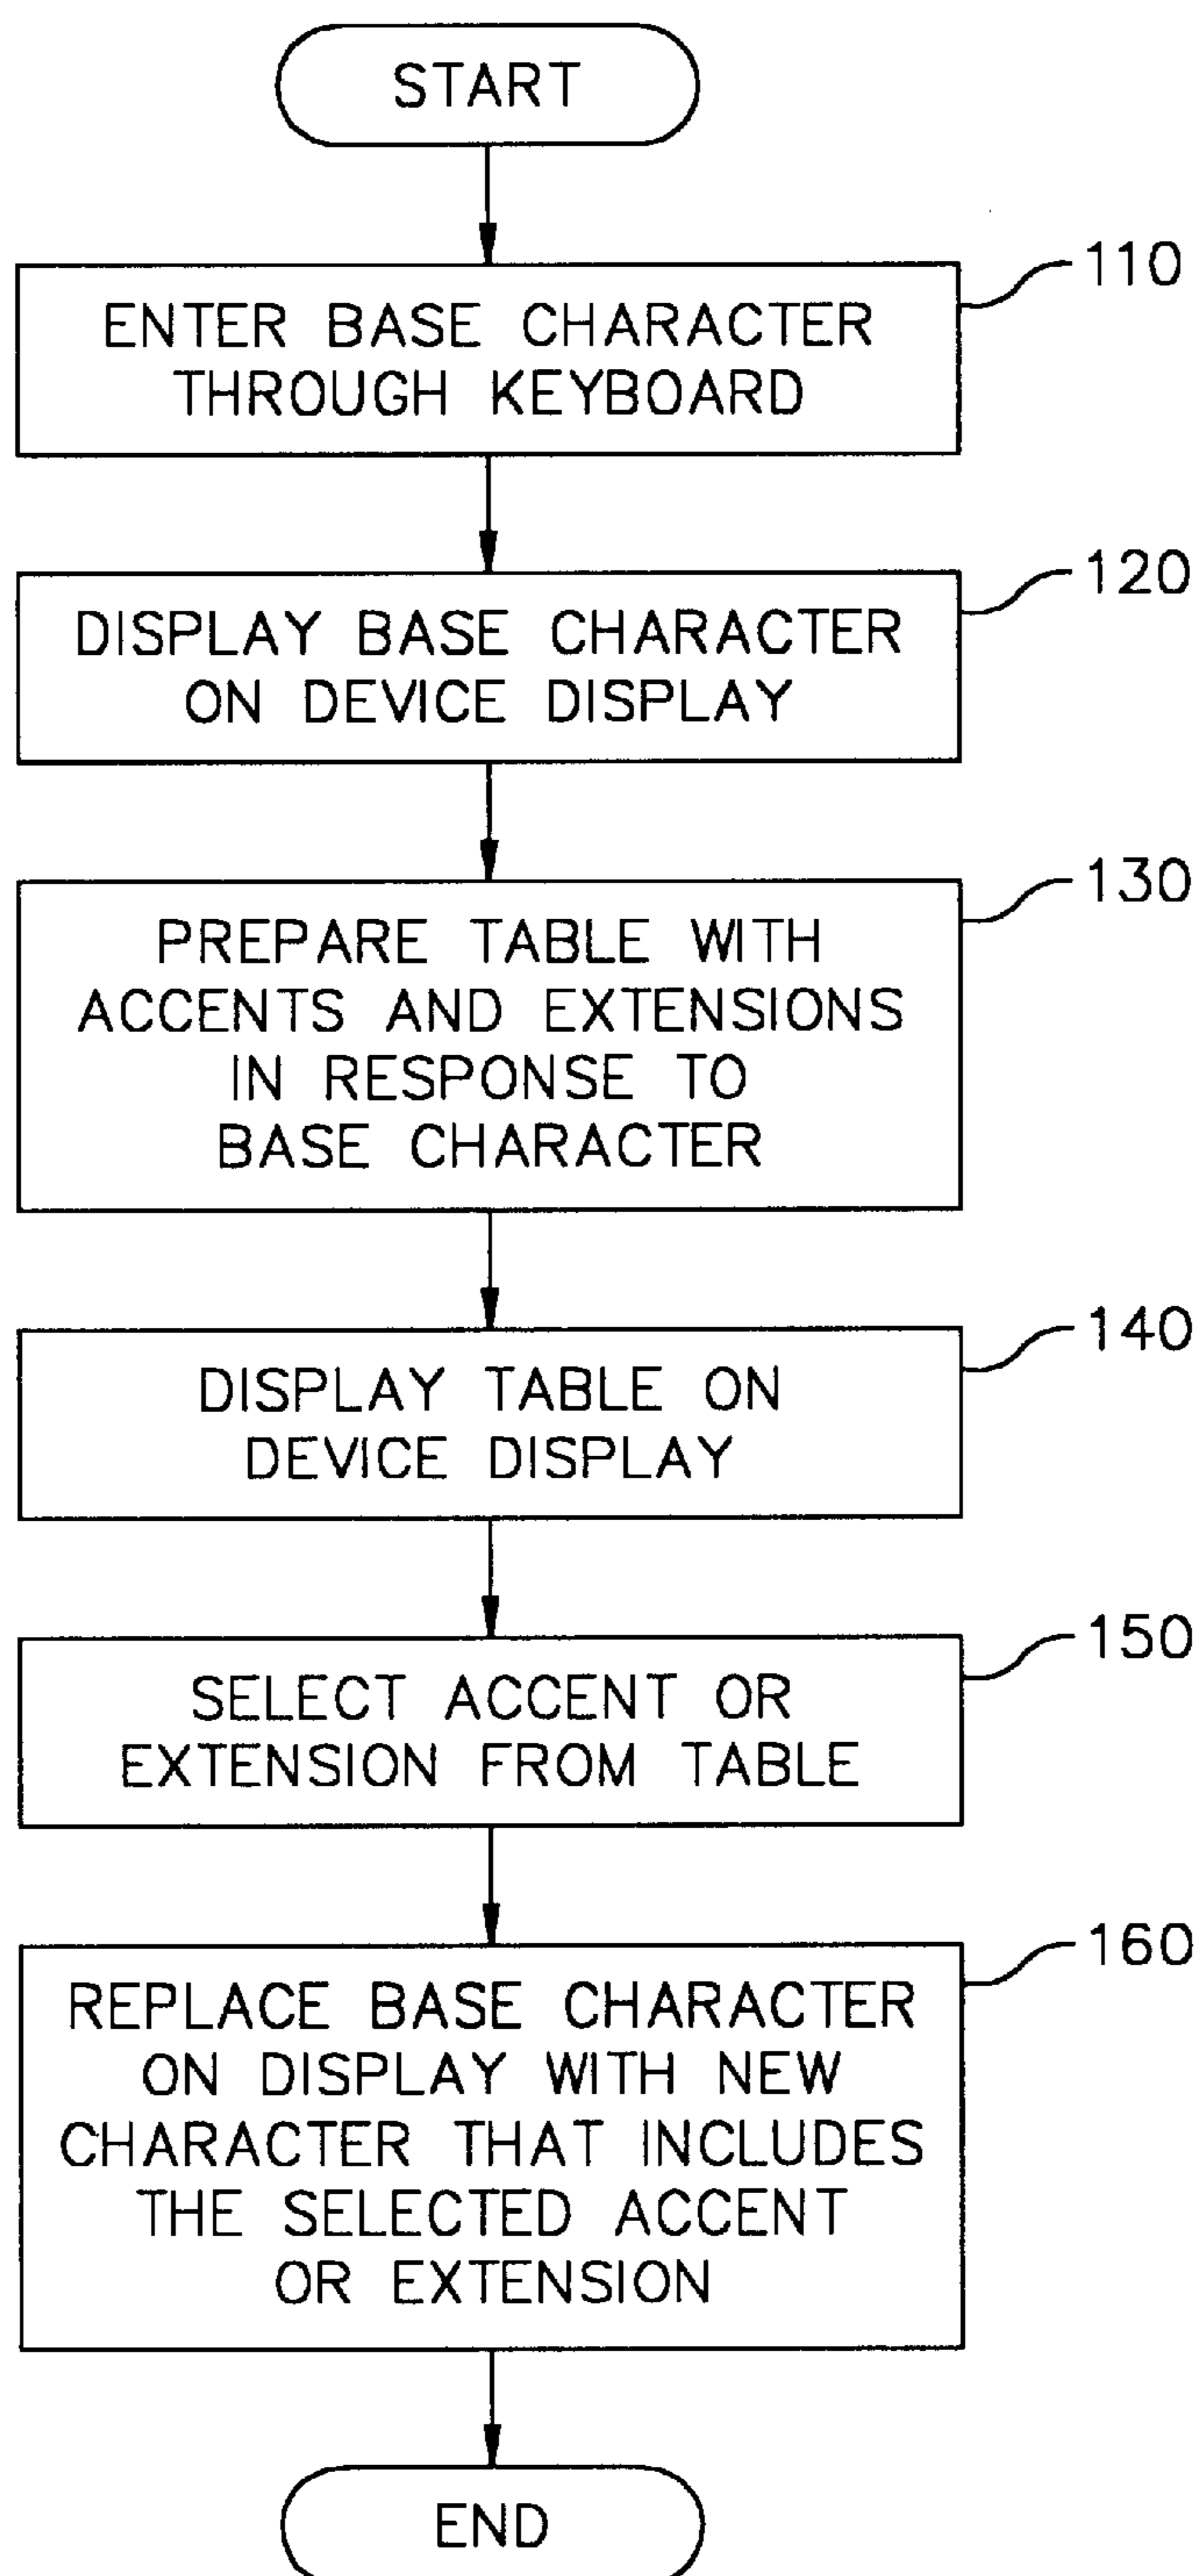 START
110
ENTER BASE CHARACTER
THROUGH KEYBOARD
120
DISPLAY BASE CHARACTER
ON DEVICE DISPLAY
130
PREPARE TABLE WITH
ACCENTS AND EXTENSIONS
IN RESPONSE TO
BASE CHARACTER
140
DISPLAY TABLE ON
DEVICE DISPLAY
150
SELECT ACCENT OR
EXTENSION FROM TABLE
160
REPLACE BASE CHARACTER
ON DISPLAY WITH NEW
CHARACTER THAT INCLUDES
THE SELECTED ACCENT
OR EXTENSION
END